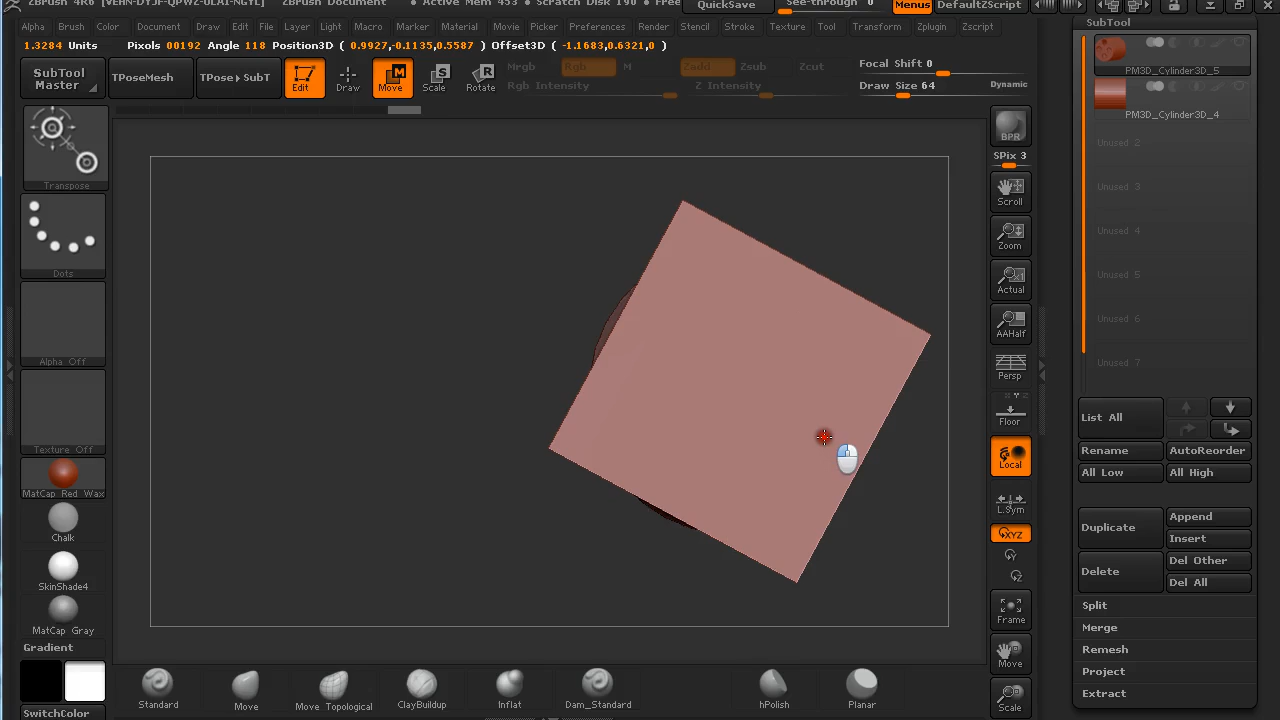 ZBrush 4R6 [VEHN-DYJF-QPWZ-OLAI-NGYL]
ZBrush Document
• Active Mem 453
• Scratch Disk 190
• Free
QuickSave
See-through 0
Menus
DefaultZScript
Alpha
Brush
Color
Document
Draw
Edit
File
Layer
Light
Macro
Marker
Material
Movie
Picker
Preferences
Render
Stencil
Stroke
Texture
Tool
Transform
Zplugin
Zscript
1.3284 Units
Pixols 00192
Angle 118
Position3D ( 0.9927,-0.1135,0.5587 )
Offset3D ( -1.1683,0.6321,0 )
SubTool
Master
TPoseMesh
TPose▸SubT
Edit
Draw
Move
Scale
Rotate
Mrgb
Rgb
M
Rgb Intensity
Zadd
Zsub
Zcut
Z Intensity
Focal Shift 0
Draw Size 64
Dynamic
Transpose
Dots
Alpha Off
Texture Off
MatCap Red Wax
Chalk
SkinShade4
MatCap Gray
Gradient
SwitchColor
BPR
SPix 3
Scroll
Zoom
Actual
AAHalf
Persp
Floor
Local
L.Sym
XYZ
Y
Z
Frame
Move
Scale
Standard
Move
Move Topological
ClayBuildup
Inflat
Dam_Standard
hPolish
Planar
SubTool
PM3D_Cylinder3D_5
PM3D_Cylinder3D_4
Unused 2
Unused 3
Unused 4
Unused 5
Unused 6
Unused 7
List All
Rename
AutoReorder
All Low
All High
Duplicate
Append
Insert
Delete
Del Other
Del All
Split
Merge
Remesh
Project
Extract